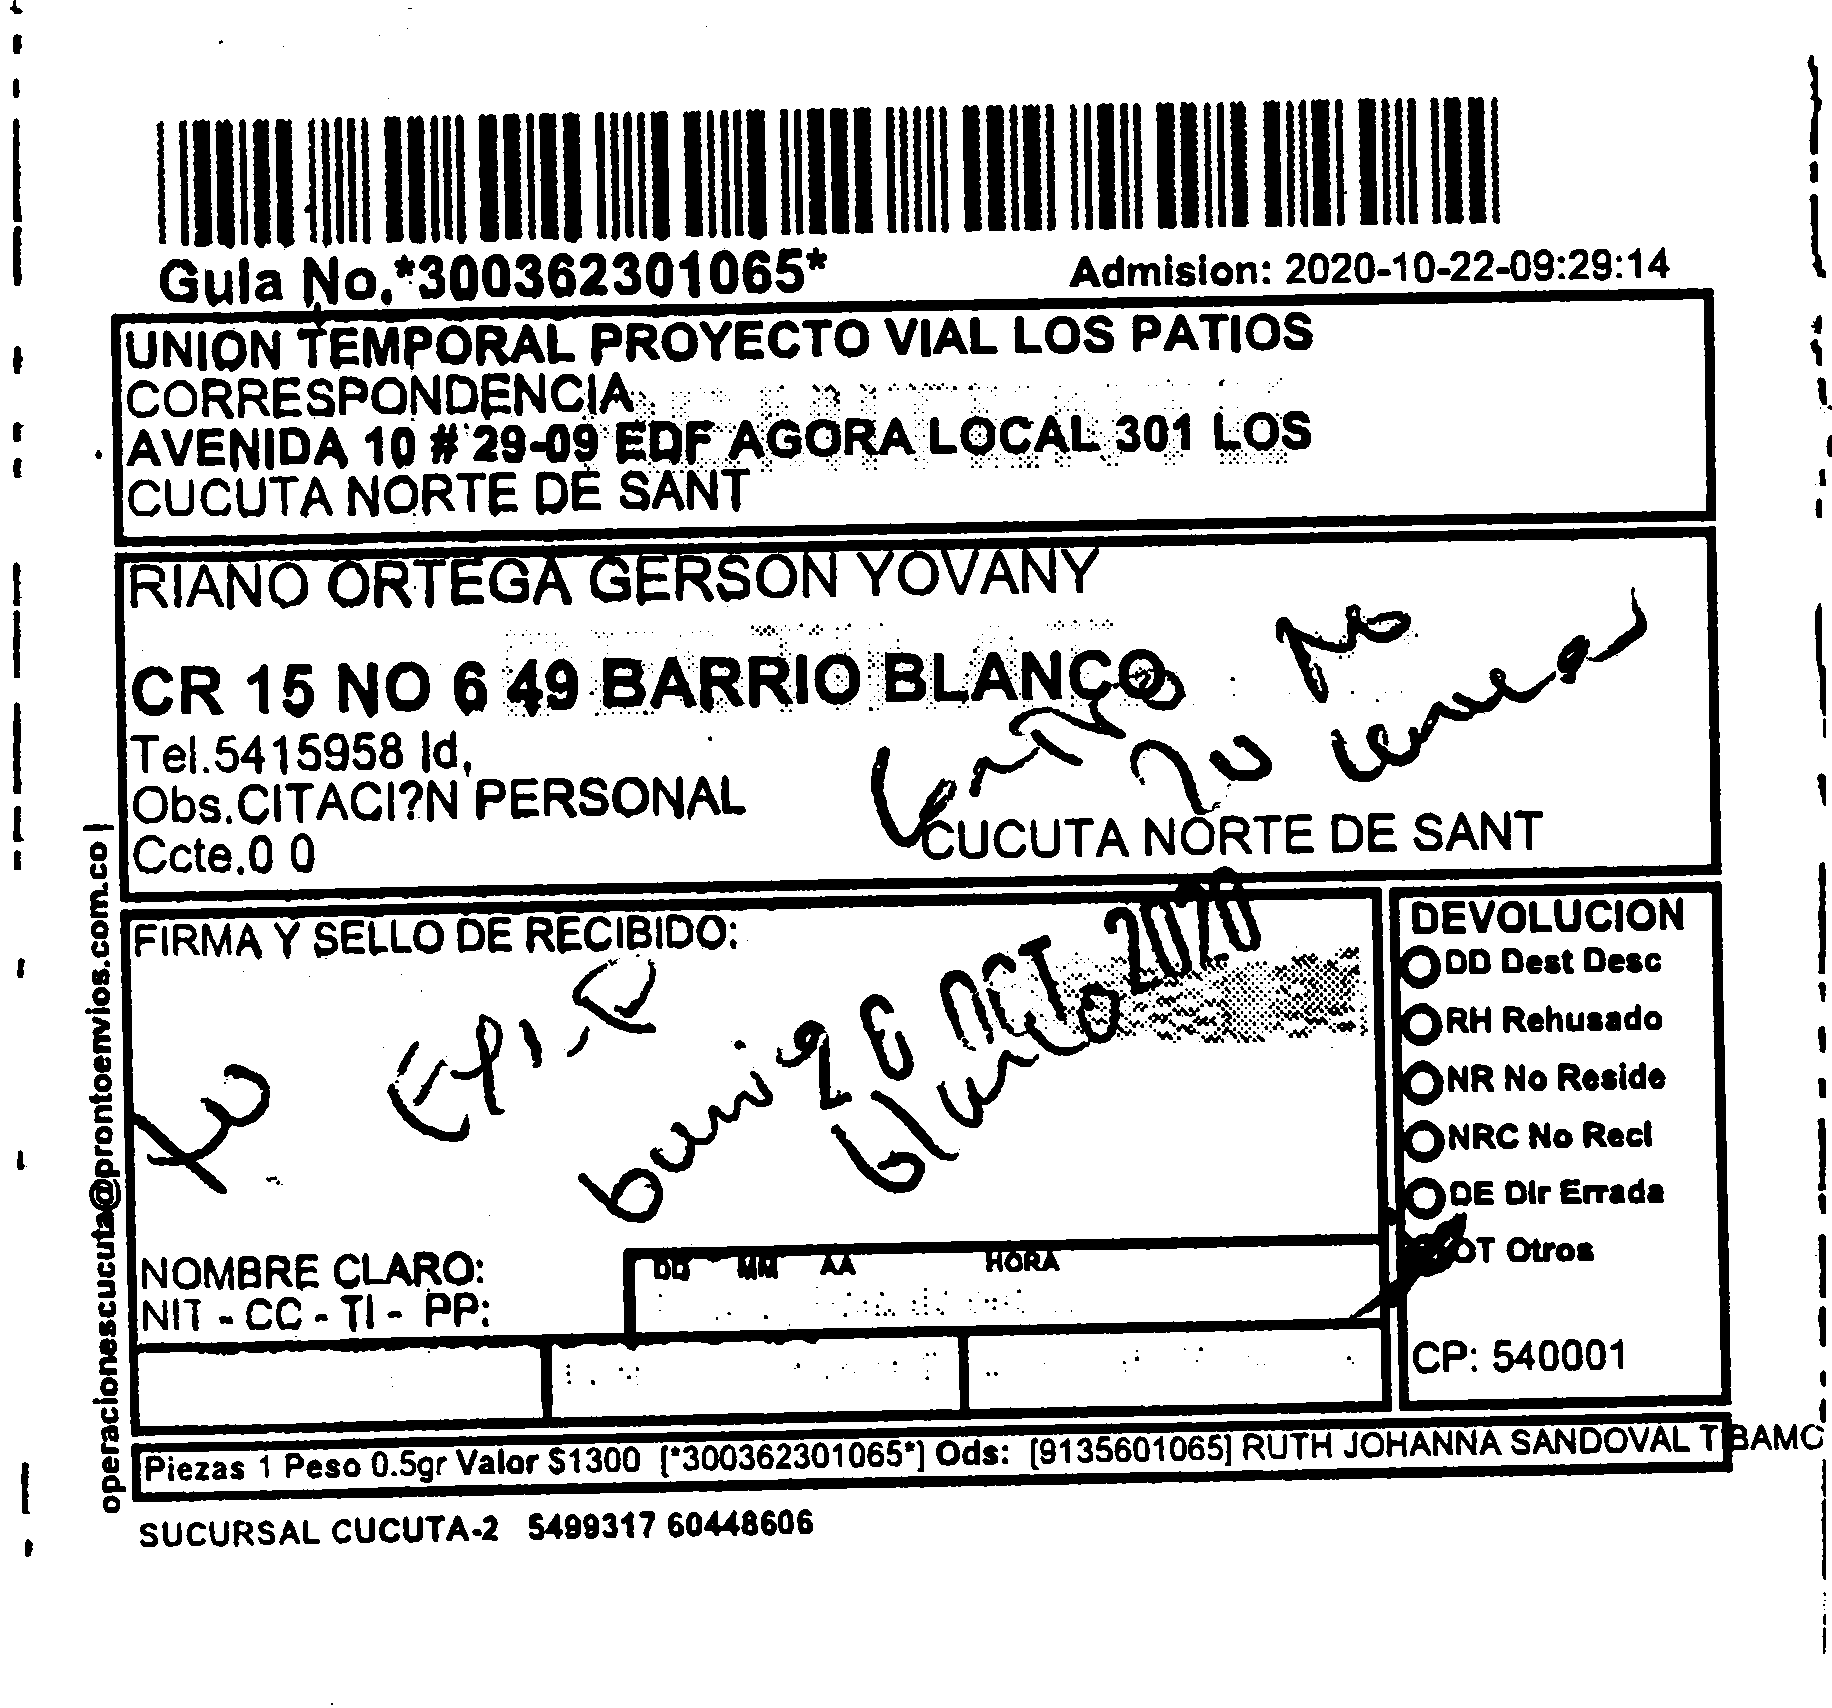 Guia No.*300362301065*
Admision: 2020-10-22-09:29:14
UNION TEMPORAL PROYECTO VIAL LOS PATIOS
CORRESPONDENCIA
AVENIDA 10 # 29-09 EDF AGORA LOCAL 301 LOS
CUCUTA NORTE DE SANT
RIANO ORTEGA GERSON YOVANY
CR 15 NO 6 49 BARRIO BLANCO
Tel.5415958 Id,
Obs.CITACI?N PERSONAL
Ccte.0 0
CUCUTA NORTE DE SANT
FIRMA Y SELLO DE RECIBIDO:
26 OCT 2020
barrio
blanco
NOMBRE CLARO:
NIT - CC - TI - PP:
DD MM AA HORA
DEVOLUCION
DD Dest Desc
RH Rehusado
NR No Reside
NRC No Recl
DE Dir Errada
OT Otros
CP: 540001
Piezas 1 Peso 0.5gr Valor $1300 [*300362301065*] Ods: [9135601065] RUTH JOHANNA SANDOVAL TIBAMO
SUCURSAL CUCUTA-2 5499317 60448606
operacionescucuta@prontoenvios.com.co |